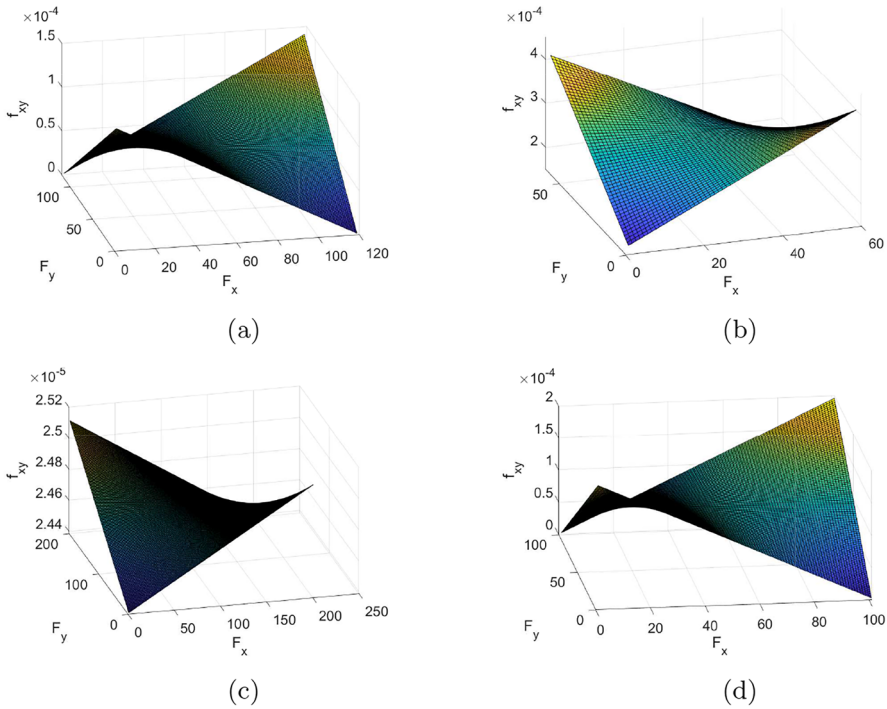 ×10⁻⁴
1.5
1
0.5
0
f_xy
100
50
0
F_y
0 20 40 60 80 100 120
F_x
(a)
×10⁻⁴
4
3
2
f_xy
50
0
F_y
0 20 40 60
F_x
(b)
×10⁻⁵
2.52
2.5
2.48
2.46
2.44
f_xy
200
100
0
F_y
0 50 100 150 200 250
F_x
(c)
×10⁻⁴
2
1.5
1
0.5
0
f_xy
100
50
0
F_y
0 20 40 60 80 100
F_x
(d)